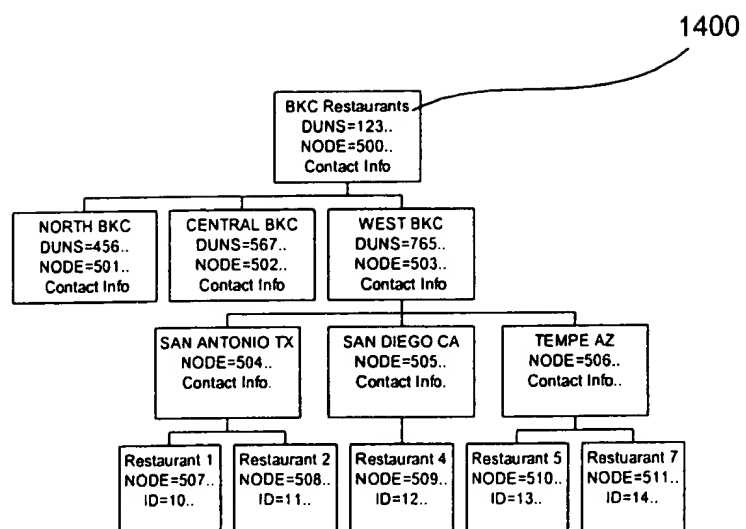 1400
BKC Restaurants
DUNS=123..
NODE=500..
Contact Info
NORTH BKC
DUNS=456..
NODE=501..
Contact Info
CENTRAL BKC
DUNS=567..
NODE=502..
Contact Info
WEST BKC
DUNS=765..
NODE=503..
Contact Info
SAN ANTONIO TX
NODE=504..
Contact Info.
SAN DIEGO CA
NODE=505..
Contact Info.
TEMPE AZ
NODE=506..
Contact Info..
Restaurant 1
NODE=507..
ID=10..
Restaurant 2
NODE=508..
ID=11..
Restaurant 4
NODE=509..
ID=12..
Restaurant 5
NODE=510..
ID=13..
Restuarant 7
NODE=511..
ID=14..